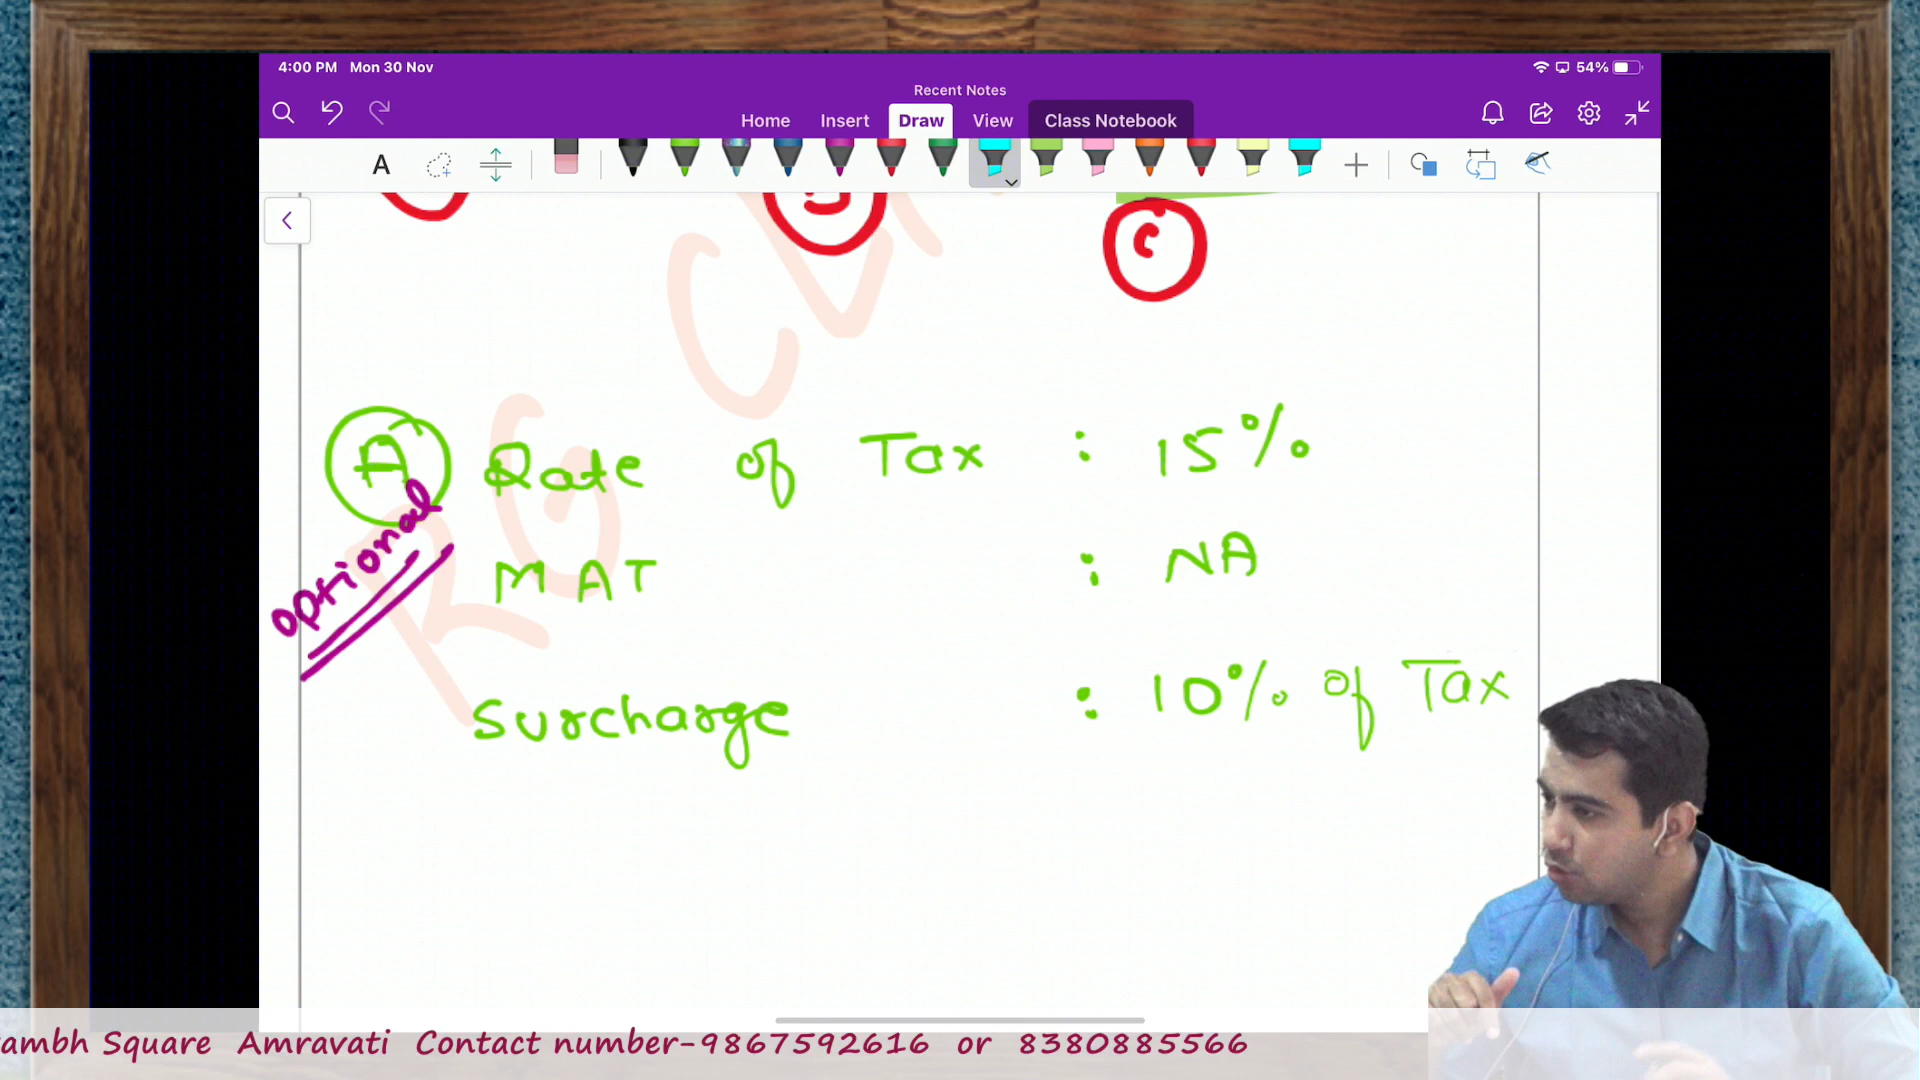 4:00 PM Mon 30 Nov
54%
Recent Notes
Home Insert Draw View Class Notebook
A
C
A Rate of Tax : 15%
optional
MAT : NA
Surcharge : 10% of Tax
RG
ambh Square Amravati Contact number-9867592616 or 8380885566